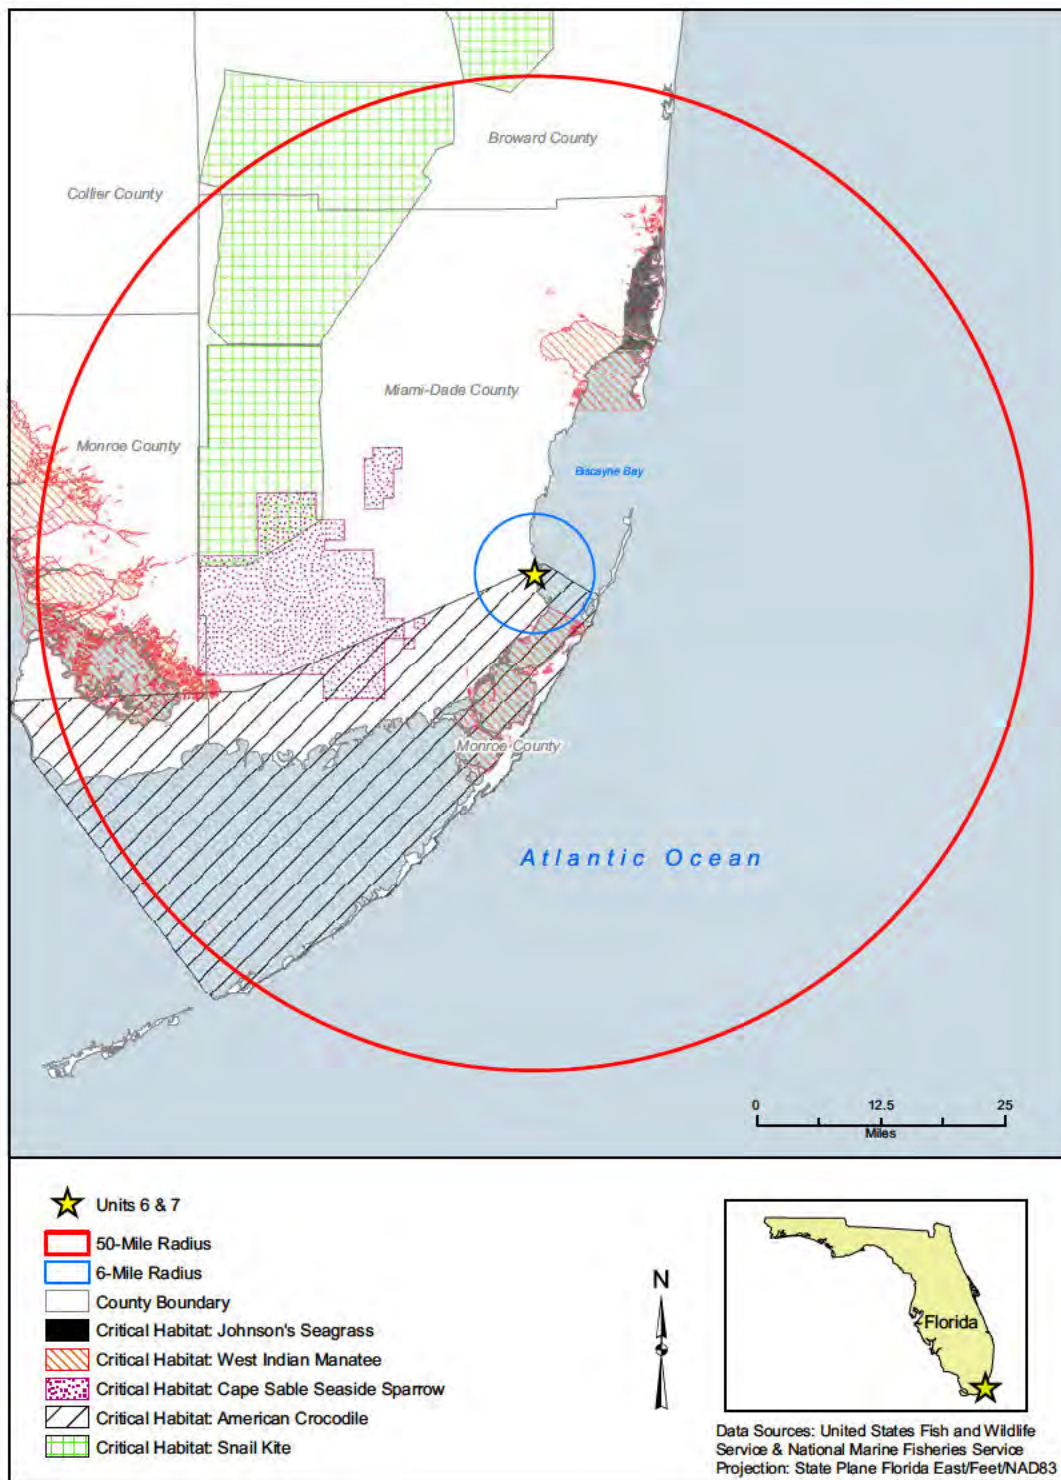 Broward County
Collier County
Miami-Dade County
Monroe County
Biscayne Bay
Monroe County
Atlantic Ocean
0 12.5 25
Miles
Units 6 & 7
50-Mile Radius
6-Mile Radius
County Boundary
Critical Habitat: Johnson's Seagrass
Critical Habitat: West Indian Manatee
Critical Habitat: Cape Sable Seaside Sparrow
Critical Habitat: American Crocodile
Critical Habitat: Snail Kite
N
Florida
Data Sources: United States Fish and Wildlife
Service & National Marine Fisheries Service
Projection: State Plane Florida East/Feet/NAD83